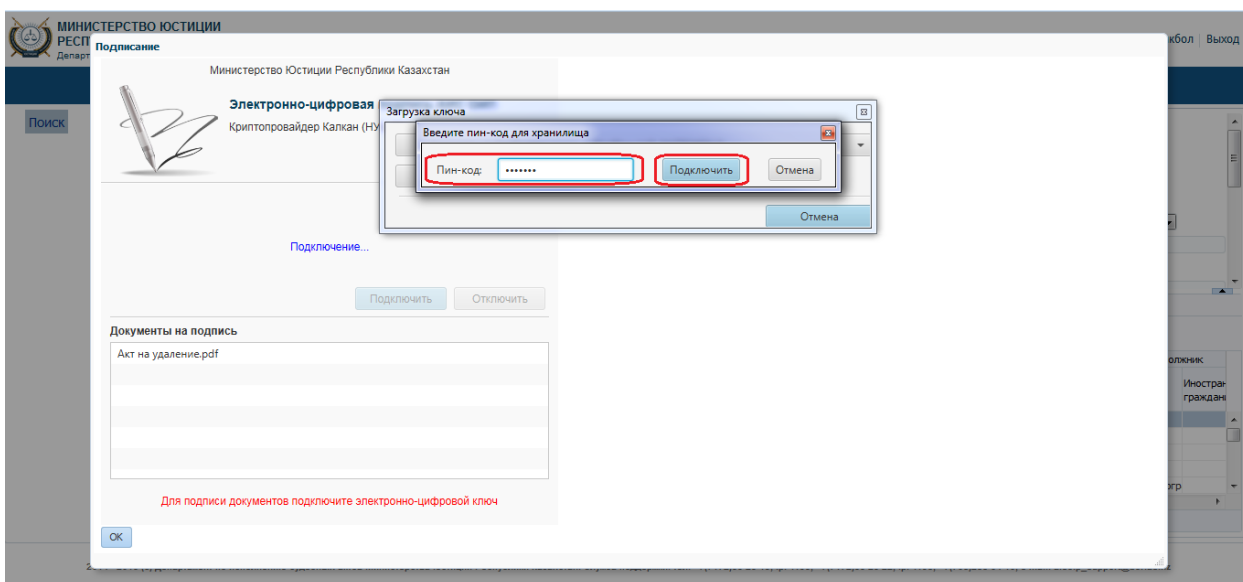 МИНИСТЕРСТВО ЮСТИЦИИ
РЕСП
Департ
кбол Выход
Подписание
Министерство Юстиции Республики Казахстан
Электронно-цифровая
Криптопровайдер Калкан (НУ
Поиск
Загрузка ключа
Введите пин-код для хранилища
Пин-код: •••••••
Подключить
Отмена
Отмена
Подключение...
Подключить
Отключить
Документы на подпись
Акт на удаление.pdf
олжник
Иностран
граждани
огр
Для подписи документов подключите электронно-цифровой ключ
OK